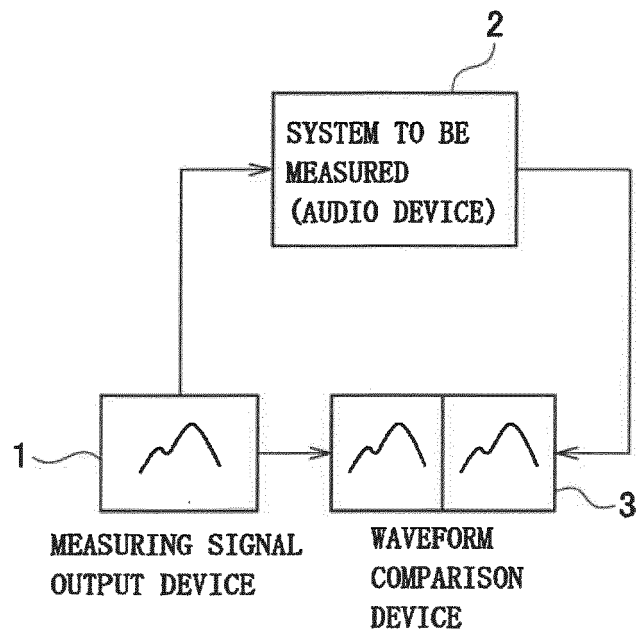 2
SYSTEM TO BE
MEASURED
(AUDIO DEVICE)
1
3
MEASURING SIGNAL
OUTPUT DEVICE
WAVEFORM
COMPARISON
DEVICE